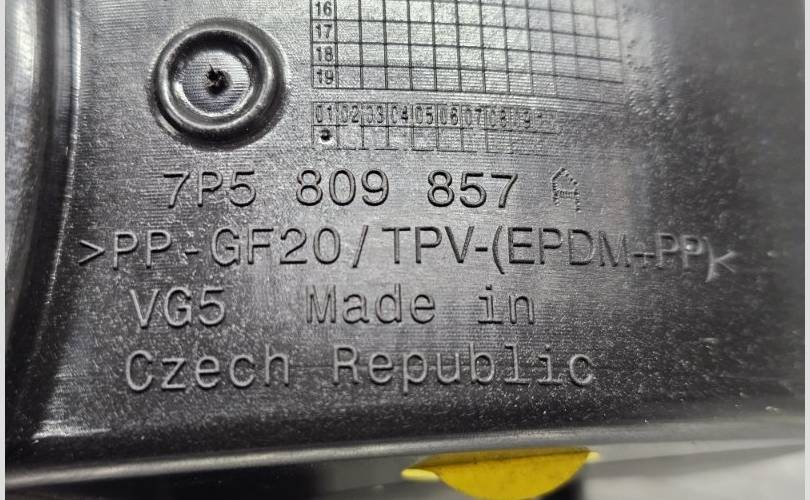 16
17
18
19
01 02 03 04 05 06 07 08 09 1
7P5 809 857 A
>PP-GF20/TPV-(EPDM+PP)<
VG5 Made in
Czech Republic